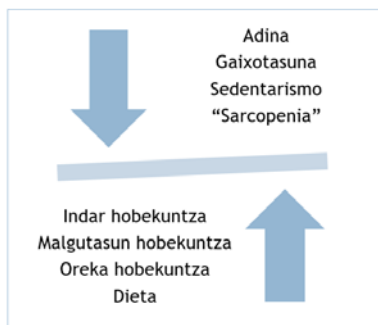 Adina
Gaixotasuna
Sedentarismo
“Sarcopenia”
Indar hobekuntza
Malgutasun hobekuntza
Oreka hobekuntza
Dieta